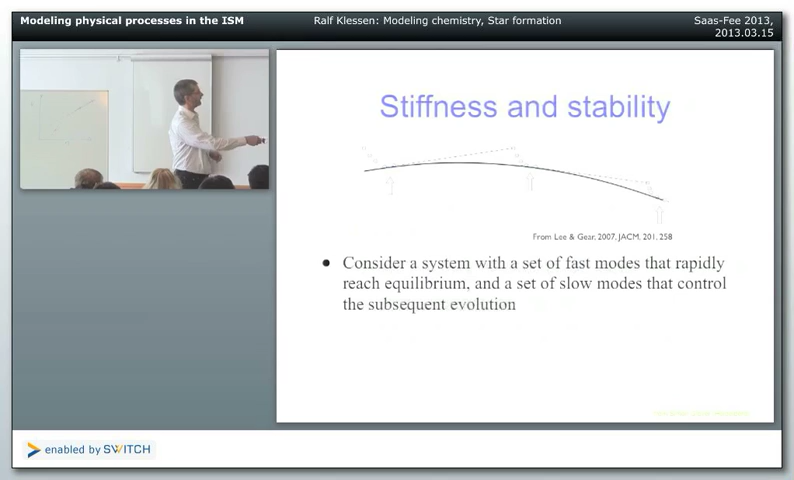 Modeling physical processes in the ISM
Ralf Klessen: Modeling chemistry, Star formation
Saas-Fee 2013,
2013.03.15
Stiffness and stability
From Lee & Gear, 2007, JACM, 201, 258
• Consider a system with a set of fast modes that rapidly
reach equilibrium, and a set of slow modes that control
the subsequent evolution
enabled by SWITCH